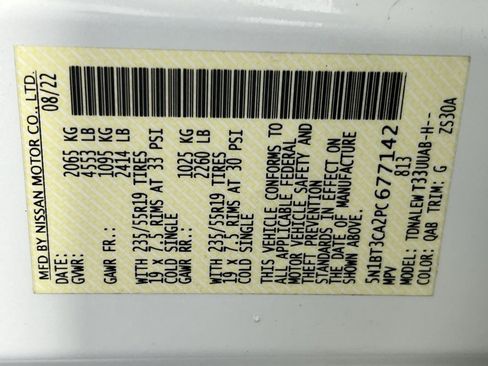 MFD BY NISSAN MOTOR CO., LTD.
DATE: 08/22
GVWR: 2065 KG
4553 LB
GAWR FR.: 1095 KG
2414 LB
WITH 235/55R19 TIRES
19 X 7.5 RIMS AT 33 PSI
COLD SINGLE
GAWR RR.: 1025 KG
2260 LB
WITH 235/55R19 TIRES
19 X 7.5 RIMS AT 30 PSI
COLD SINGLE
THIS VEHICLE CONFORMS TO
ALL APPLICABLE FEDERAL
MOTOR VEHICLE SAFETY AND
THEFT PREVENTION
STANDARDS IN EFFECT ON
THE DATE OF MANUFACTURE
SHOWN ABOVE.
5N1BT3CA2PC677142
MPV 813
MODEL: TDNALEWT33UUAB-H--
COLOR: QAB TRIM: G ZS30A